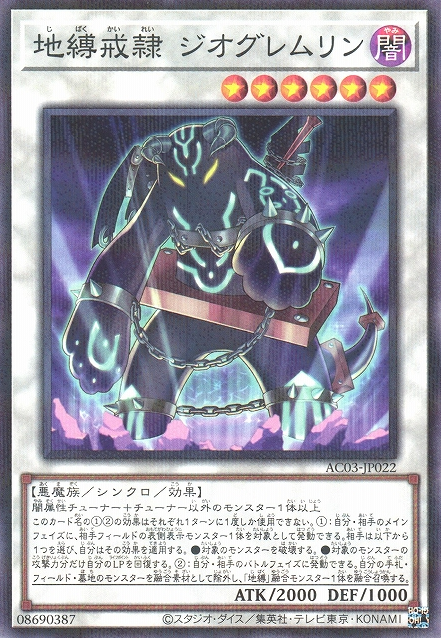 地縛戒隷 ジオグレムリン
闇
AC03-JP022
【悪魔族/シンクロ/効果】
闇属性チューナー+チューナー以外のモンスター1体以上
このカード名の①②の効果はそれぞれ1ターンに1度しか使用できない。①:自分・相手のメイン
フェイズに、相手フィールドの表側表示モンスター1体を対象として発動できる。相手は以下から
1つを選び、自分はその効果を適用する。●対象のモンスターを破壊する。●対象のモンスターの
攻撃力分だけ自分のLPを回復する。②:自分・相手のバトルフェイズに発動できる。自分の手札・
フィールド・墓地のモンスターを融合素材として除外し、「地縛」融合モンスター1体を融合召喚する。
ATK/2000 DEF/1000
08690387
©スタジオ・ダイス/集英社・テレビ東京・KONAMI